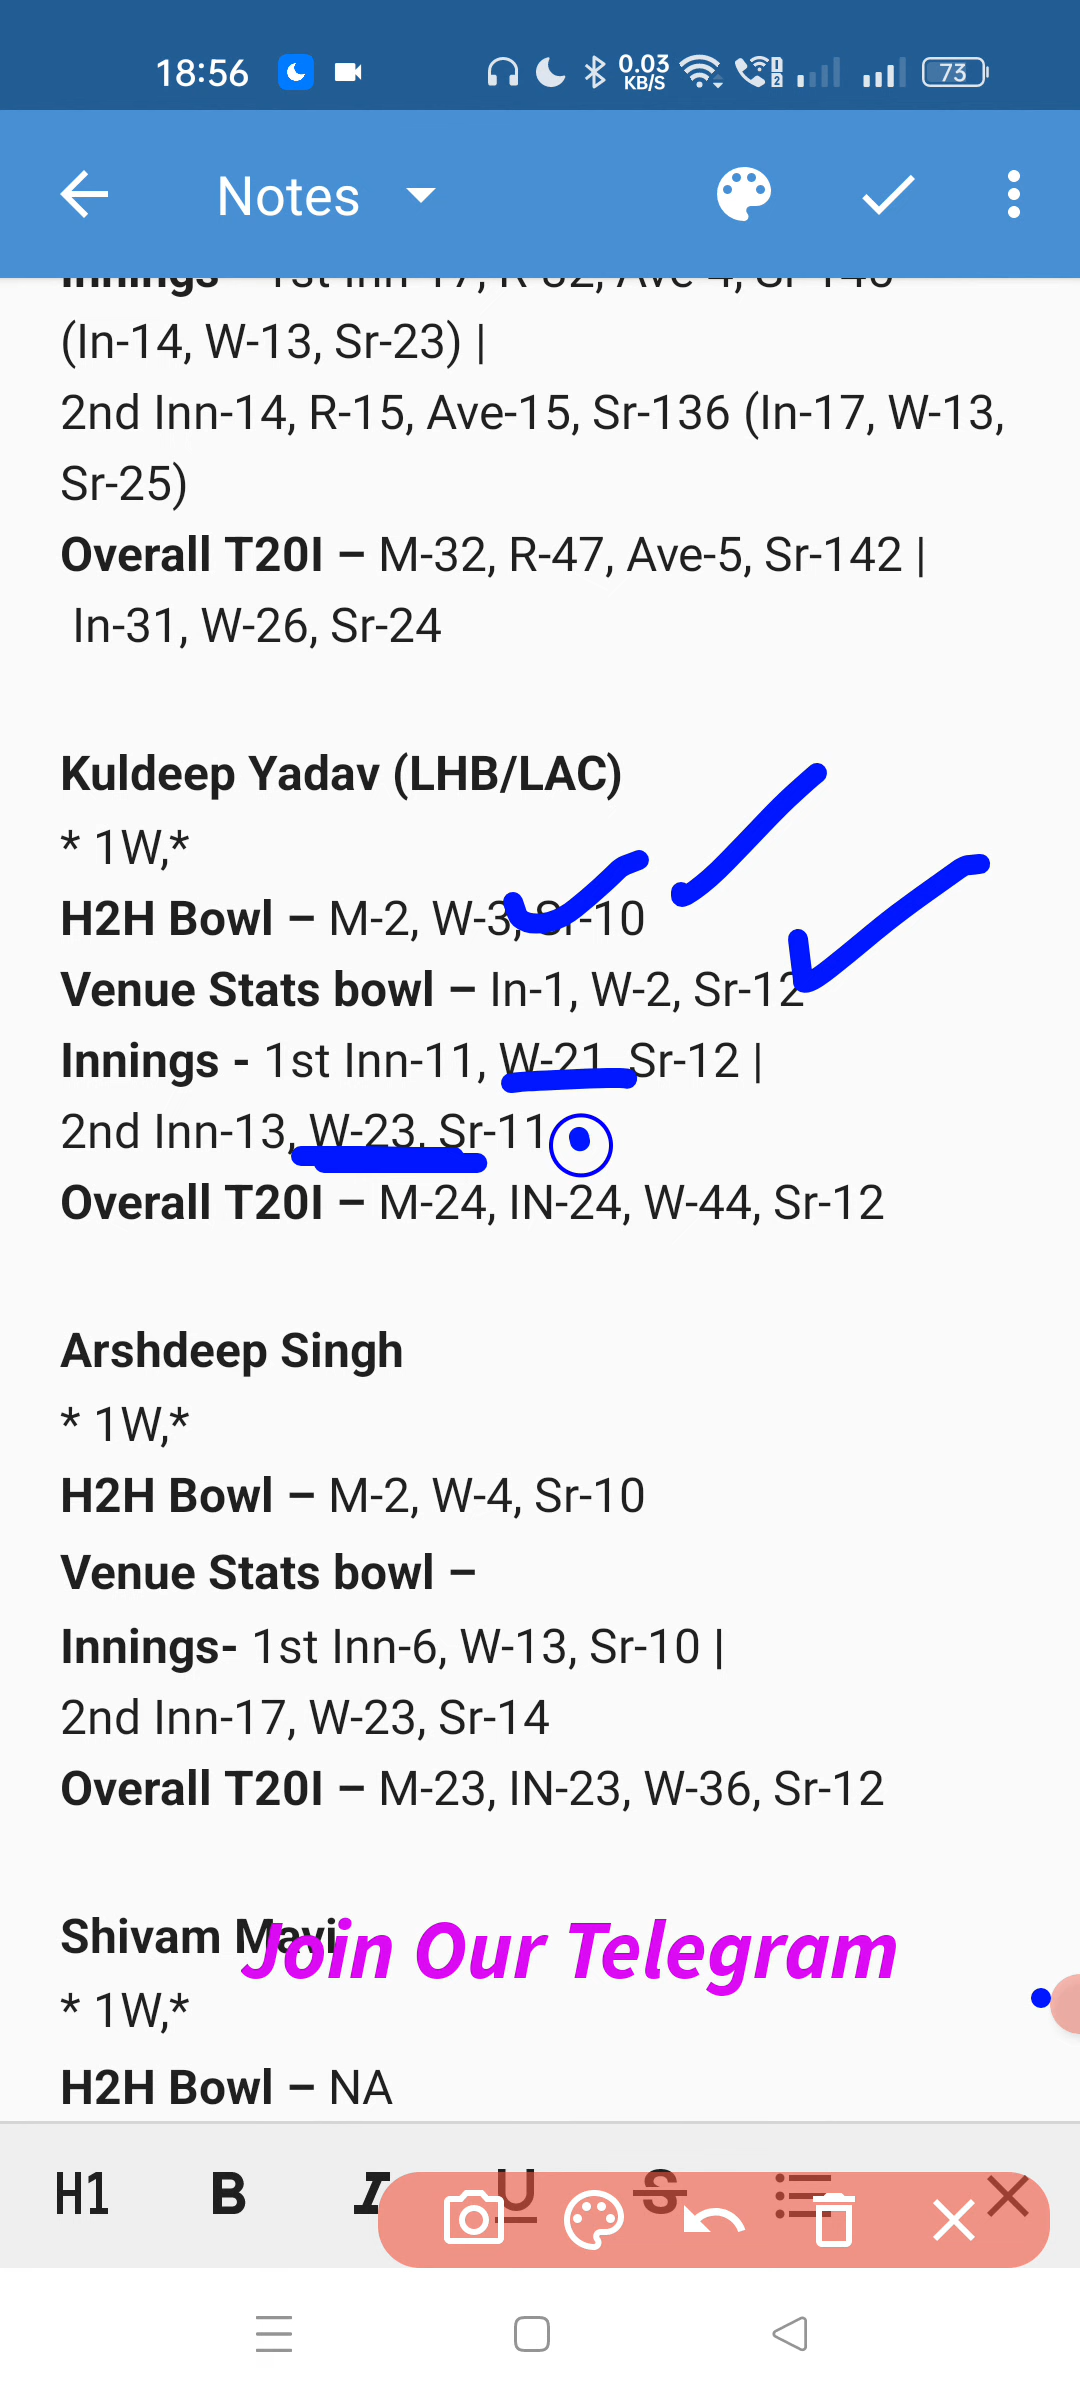 18:56
0.03 KB/S
1
2
73
Notes
Innings
(In-14, W-13, Sr-23) |
2nd Inn-14, R-15, Ave-15, Sr-136 (In-17, W-13,
Sr-25)
Overall T20I – M-32, R-47, Ave-5, Sr-142 |
In-31, W-26, Sr-24
Kuldeep Yadav (LHB/LAC)
* 1W,*
H2H Bowl – M-2, W-3, Sr-10
Venue Stats bowl – In-1, W-2, Sr-12
Innings - 1st Inn-11, W-21, Sr-12 |
2nd Inn-13, W-23, Sr-11
Overall T20I – M-24, IN-24, W-44, Sr-12
Arshdeep Singh
* 1W,*
H2H Bowl – M-2, W-4, Sr-10
Venue Stats bowl –
Innings- 1st Inn-6, W-13, Sr-10 |
2nd Inn-17, W-23, Sr-14
Overall T20I – M-23, IN-23, W-36, Sr-12
Shivam Mavi
Join Our Telegram
* 1W,*
H2H Bowl – NA
H1 B I U S